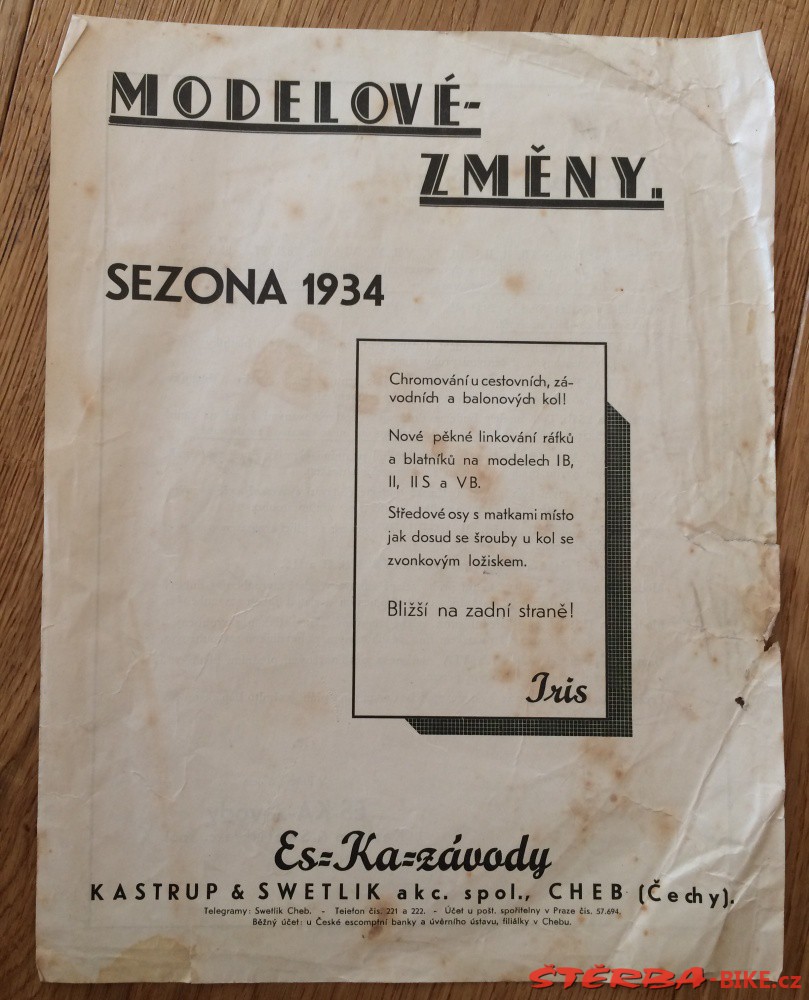 MODELOVÉ-
ZMĚNY.
SEZONA 1934
Chromování u cestovních, zá-
vodních a balonových kol!
Nové pěkné linkování ráfků
a blatníků na modelech IB,
II, IIS a VB.
Středové osy s matkami místo
jak dosud se šrouby u kol se
zvonkovým ložiskem.
Bližší na zadní straně!
Iris
Es=Ka=závody
KASTRUP & SWETLIK akc. spol., CHEB (Čechy).
Telegramy: Swetlik Cheb. - Telefon čis. 221 a 222. - Účet u pošt. spořitelny v Praze čis. 57.694,
Běžný účet: u České escomptní banky a úvěrního ústavu, filiálky v Chebu.
ŠTĚRBA-BIKE.cz